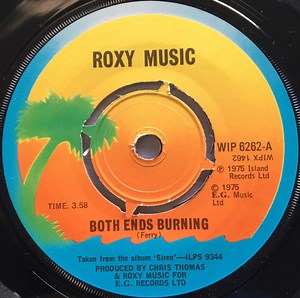 ROXY MUSIC
WIP 6262-A
WIPX 1462
℗ 1975 Island
Records Ltd
© 1975
E.G. Music
Ltd
TIME: 3.58
BOTH ENDS BURNING
(Ferry)
Taken from the album 'Siren'—ILPS 9344
PRODUCED BY CHRIS THOMAS
& ROXY MUSIC FOR
E.G. RECORDS LTD